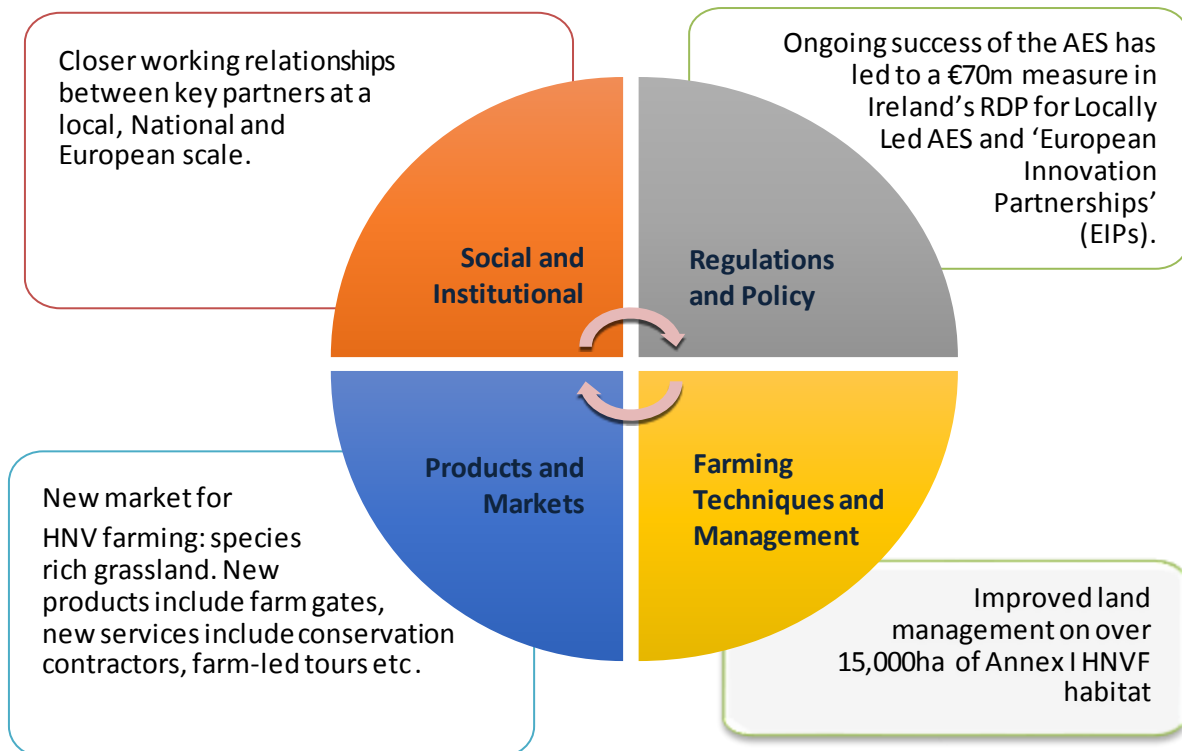 Closer working relationships
between key partners at a
local, National and
European scale.
Ongoing success of the AES has
led to a €70m measure in
Ireland's RDP for Locally
Led AES and 'European
Innovation
Partnerships'
(EIPs).
Social and
Institutional
Regulations
and Policy
Products and
Markets
Farming
Techniques and
Management
New market for
HNV farming: species
rich grassland. New
products include farm gates,
new services include conservation
contractors, farm-led tours etc .
Improved land
management on over
15,000ha of Annex I HNVF
habitat